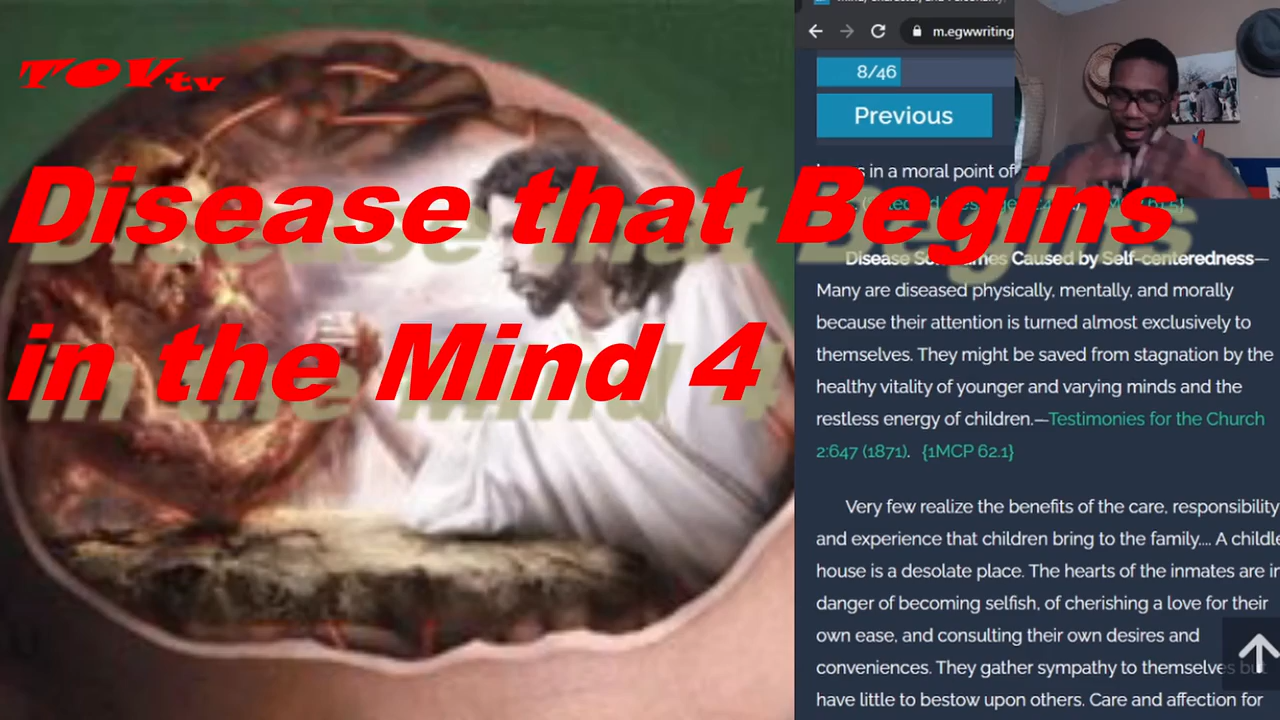 TOVtv
Disease that Begins
in the Mind 4
m.egwwriting
8/46
Previous
in a moral point of
Disease Caused by Self-centeredness—
Many are diseased physically, mentally, and morally
because their attention is turned almost exclusively to
themselves. They might be saved from stagnation by the
healthy vitality of younger and varying minds and the
restless energy of children.—Testimonies for the Church
2:647 (1871). {1MCP 62.1}
Very few realize the benefits of the care, responsibility
and experience that children bring to the family.... A childle
house is a desolate place. The hearts of the inmates are in
danger of becoming selfish, of cherishing a love for their
own ease, and consulting their own desires and
conveniences. They gather sympathy to themselves but
have little to bestow upon others. Care and affection for